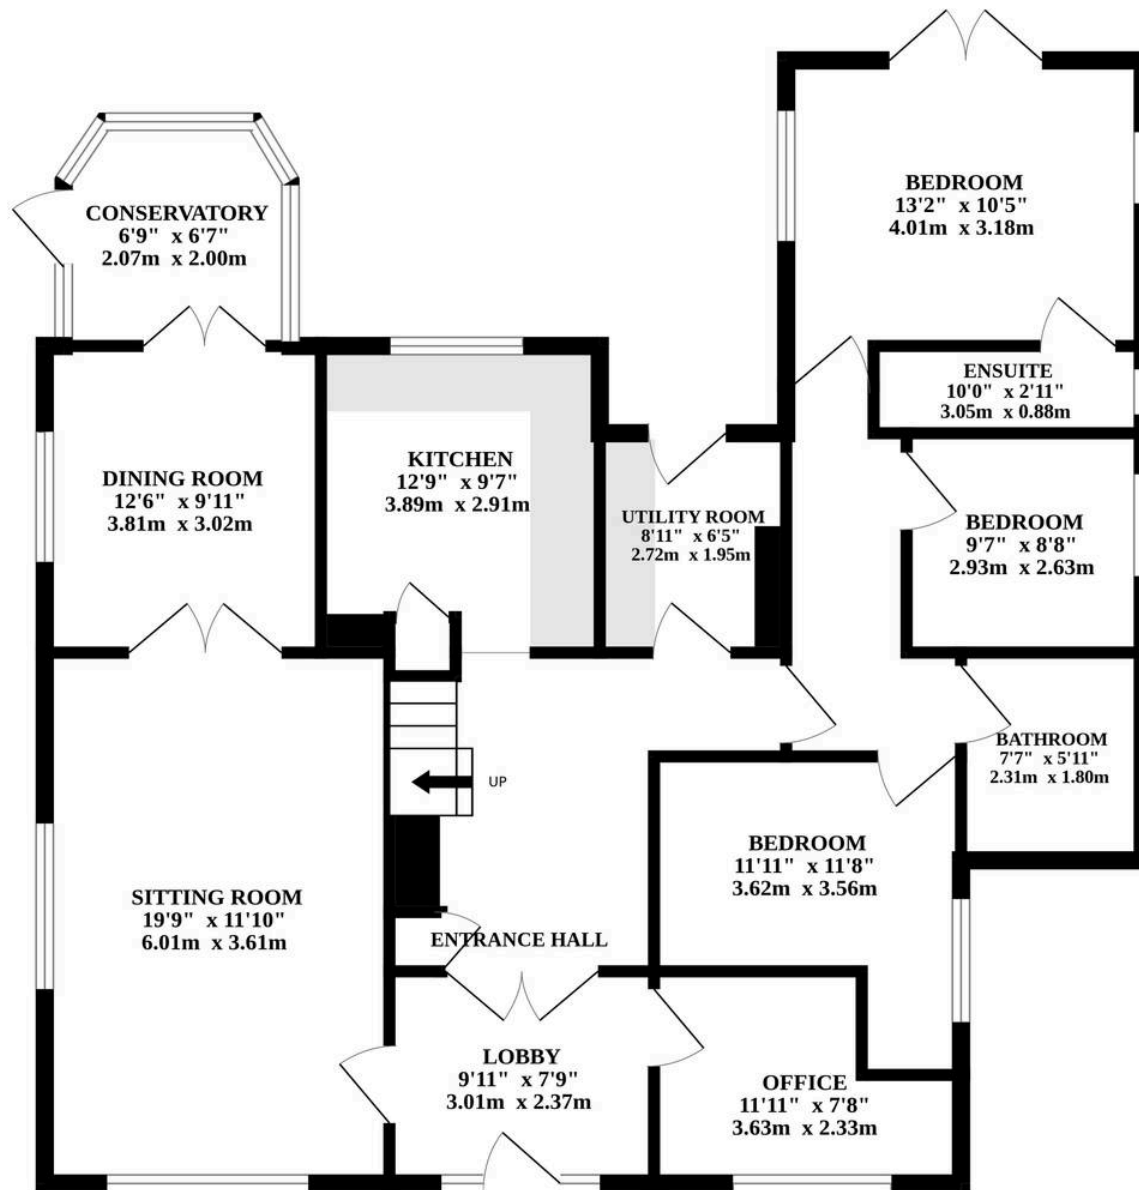 BEDROOM
13'2" x 10'5"
4.01m x 3.18m
CONSERVATORY
6'9" x 6'7"
2.07m x 2.00m
ENSUITE
10'0" x 2'11"
3.05m x 0.88m
DINING ROOM
12'6" x 9'11"
3.81m x 3.02m
KITCHEN
12'9" x 9'7"
3.89m x 2.91m
UTILITY ROOM
8'11" x 6'5"
2.72m x 1.95m
BEDROOM
9'7" x 8'8"
2.93m x 2.63m
BATHROOM
7'7" x 5'11"
2.31m x 1.80m
UP
BEDROOM
11'11" x 11'8"
3.62m x 3.56m
SITTING ROOM
19'9" x 11'10"
6.01m x 3.61m
ENTRANCE HALL
LOBBY
9'11" x 7'9"
3.01m x 2.37m
OFFICE
11'11" x 7'8"
3.63m x 2.33m